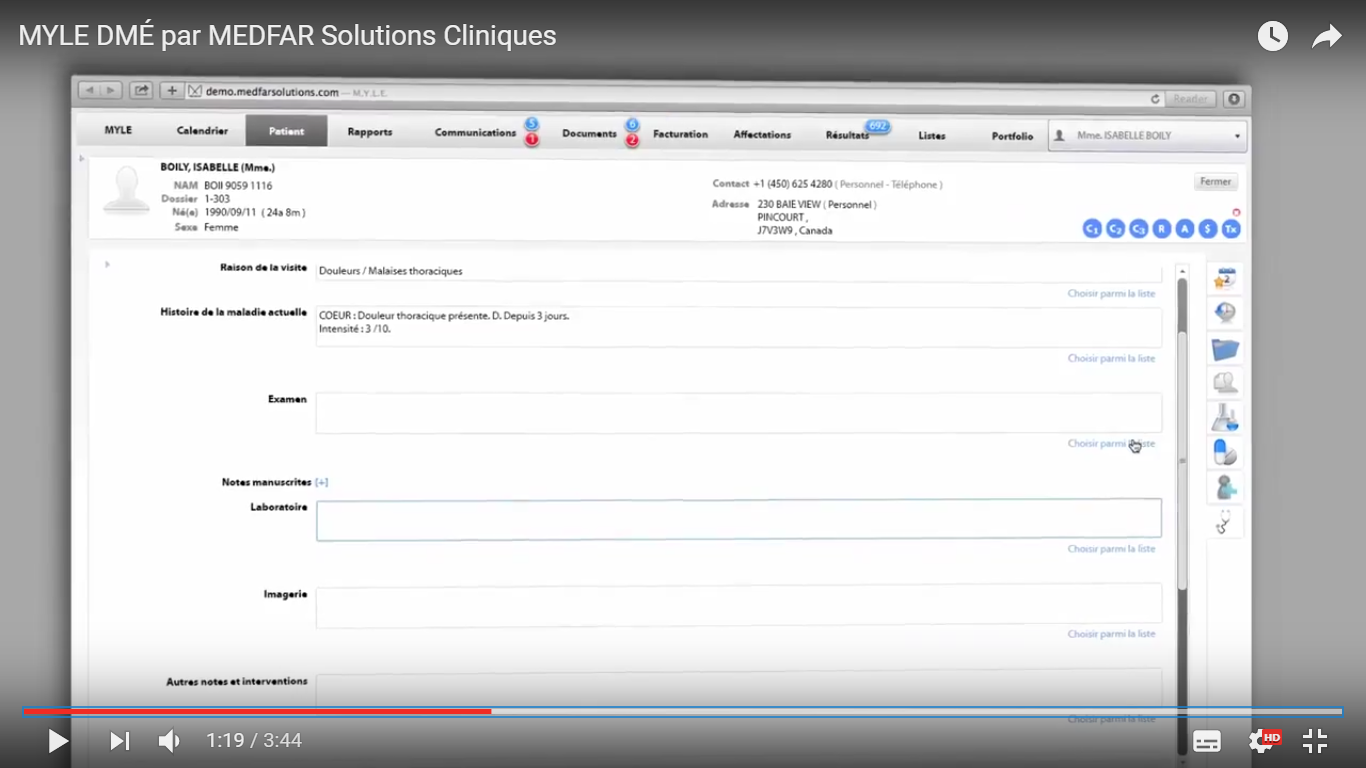 MYLE DMÉ par MEDFAR Solutions Cliniques
demo.medfarsolutions.com — M.Y.L.E.
Reader
MYLE Calendrier Patient Rapports Communications 5 1 Documents 6 2 Facturation Affectations Résultats 692 Listes Portfolio Mme. ISABELLE BOILY
BOILY, ISABELLE (Mme.)
NAM BOII 9059 1116
Dossier 1-303
Né(e) 1990/09/11 ( 24a 8m )
Sexe Femme
Contact +1 (450) 625 4280 ( Personnel - Téléphone )
Adresse 230 BAIE VIEW ( Personnel )
PINCOURT ,
J7V3W9 , Canada
Fermer
C1 C2 C3 R A $ Tx
Raison de la visite Douleurs / Malaises thoraciques
Choisir parmi la liste
Histoire de la maladie actuelle COEUR : Douleur thoracique présente. D. Depuis 3 jours.
Intensité : 3 /10.
Choisir parmi la liste
Examen
Choisir parmi la liste
Notes manuscrites [+]
Laboratoire
Choisir parmi la liste
Imagerie
Choisir parmi la liste
Autres notes et interventions
Choisir parmi la liste
1:19 / 3:44
HD